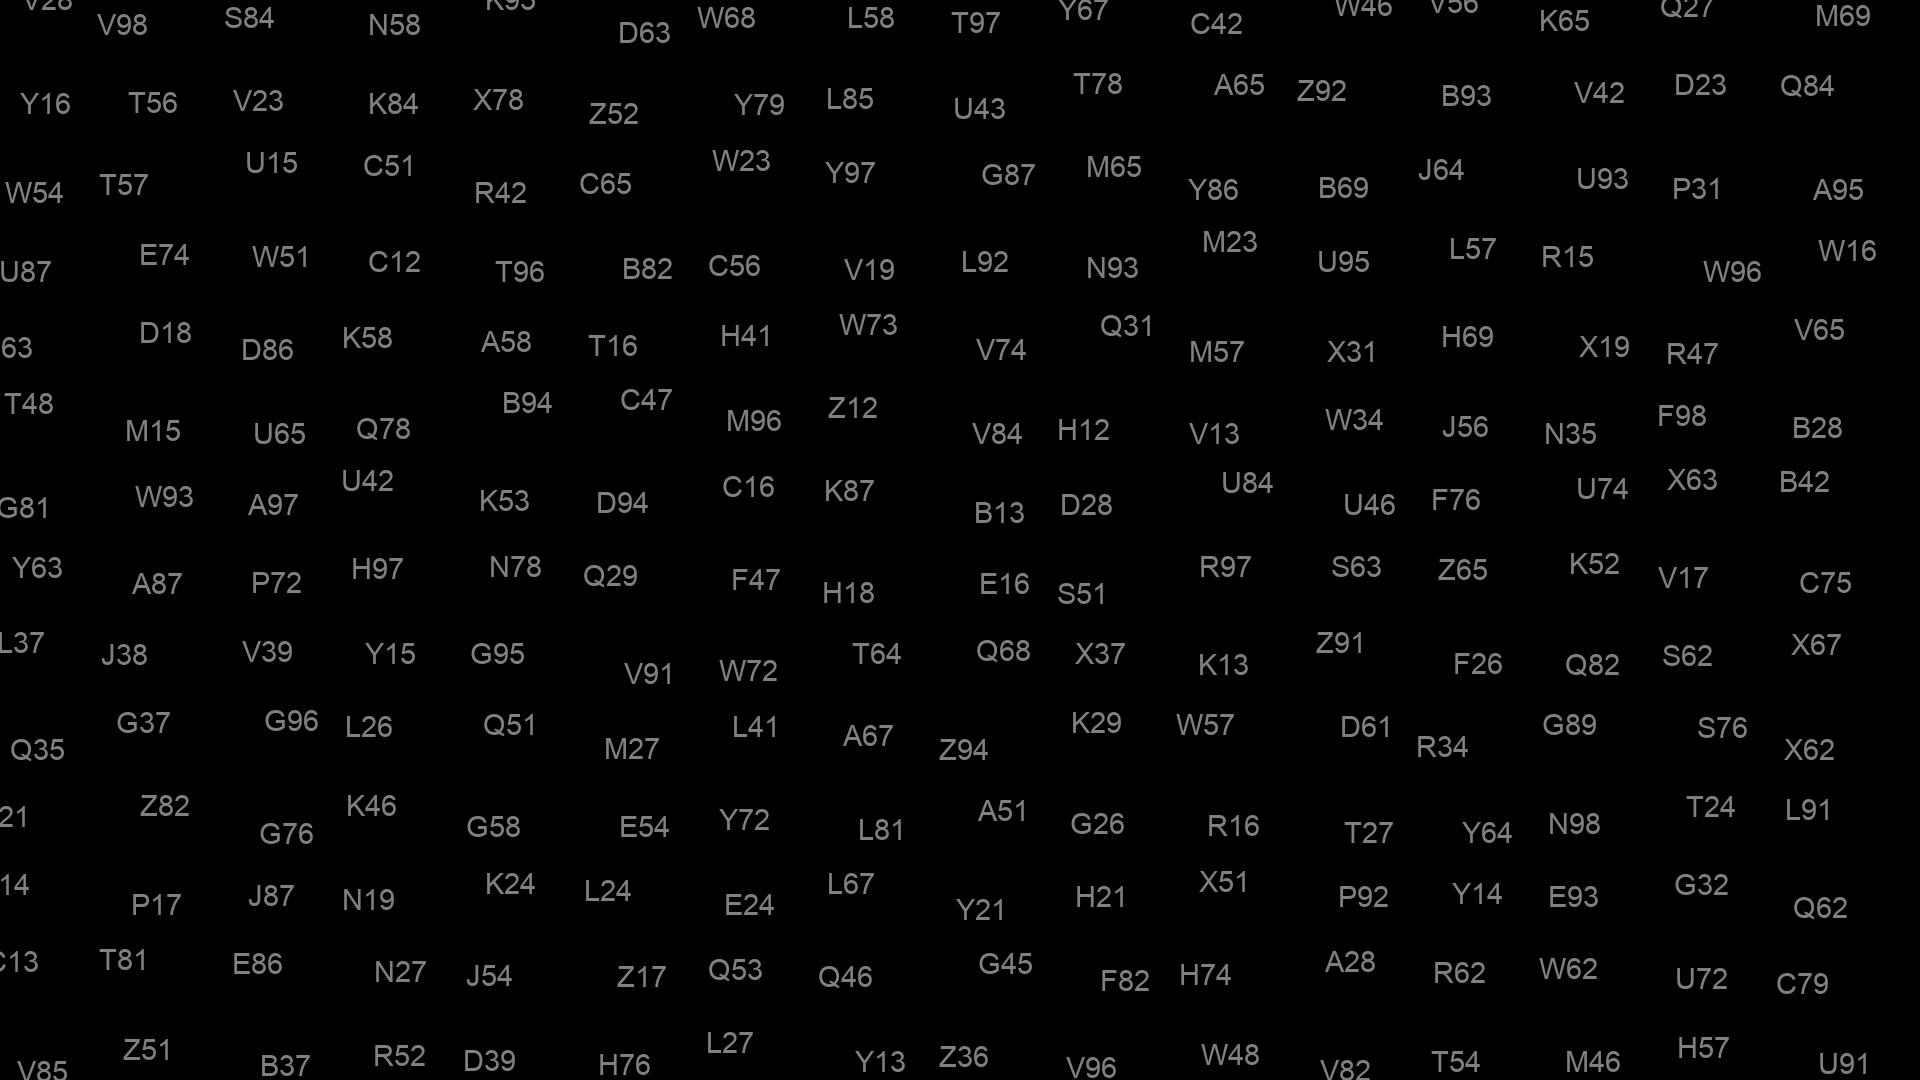 V28 V98 S84 N58 K95 D63 W68 L58 T97 Y67 C42 W46 V56 K65 Q27 M69
Y16 T56 V23 K84 X78 Z52 Y79 L85 U43 T78 A65 Z92 B93 V42 D23 Q84
W54 T57 U15 C51 R42 C65 W23 Y97 G87 M65 Y86 B69 J64 U93 P31 A95
U87 E74 W51 C12 T96 B82 C56 V19 L92 N93 M23 U95 L57 R15 W96 W16
63 D18 D86 K58 A58 T16 H41 W73 V74 Q31 M57 X31 H69 X19 R47 V65
T48 M15 U65 Q78 B94 C47 M96 Z12 V84 H12 V13 W34 J56 N35 F98 B28
G81 W93 A97 U42 K53 D94 C16 K87 B13 D28 U84 U46 F76 U74 X63 B42
Y63 A87 P72 H97 N78 Q29 F47 H18 E16 S51 R97 S63 Z65 K52 V17 C75
L37 J38 V39 Y15 G95 V91 W72 T64 Q68 X37 K13 Z91 F26 Q82 S62 X67
Q35 G37 G96 L26 Q51 M27 L41 A67 Z94 K29 W57 D61 R34 G89 S76 X62
21 Z82 G76 K46 G58 E54 Y72 L81 A51 G26 R16 T27 Y64 N98 T24 L91
14 P17 J87 N19 K24 L24 E24 L67 Y21 H21 X51 P92 Y14 E93 G32 Q62
C13 T81 E86 N27 J54 Z17 Q53 Q46 G45 F82 H74 A28 R62 W62 U72 C79
V85 Z51 B37 R52 D39 H76 L27 Y13 Z36 V96 W48 V82 T54 M46 H57 U91